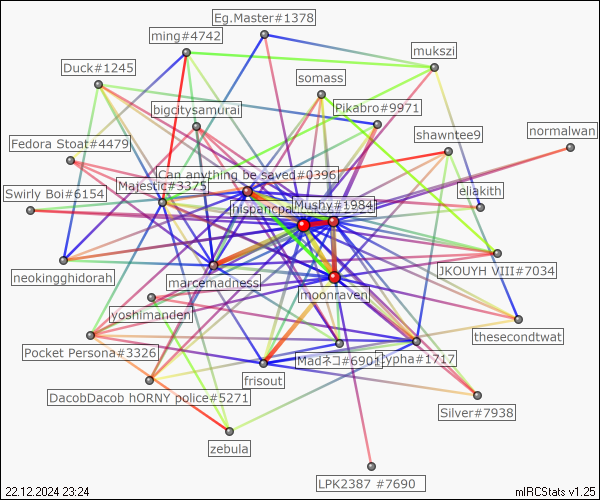 Eg.Master#1378
ming#4742
mukszi
Duck#1245
somass
bigcitysamurai
Pikabro#9971
shawntee9
normalwan
Fedora Stoat#4479
Can anything be saved#0396
Majestic#3375
Swirly Boi#6154
eliakith
Mushy#1984
JKOUYH VIII#7034
neokingghidorah
marcemadness
moonraven
yoshimanden
thesecondtwat
Pocket Persona#3326
Madネコ#6901
frisout
DacobDacob hORNY police#5271
Silver#7938
zebula
LPK2387 #7690
22.12.2024 23:24
mIRCStats v1.25